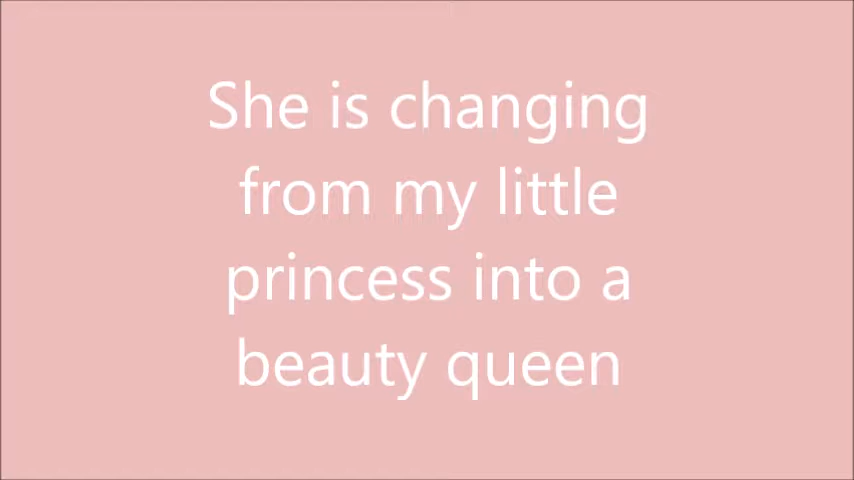 She is changing
from my little
princess into a
beauty queen